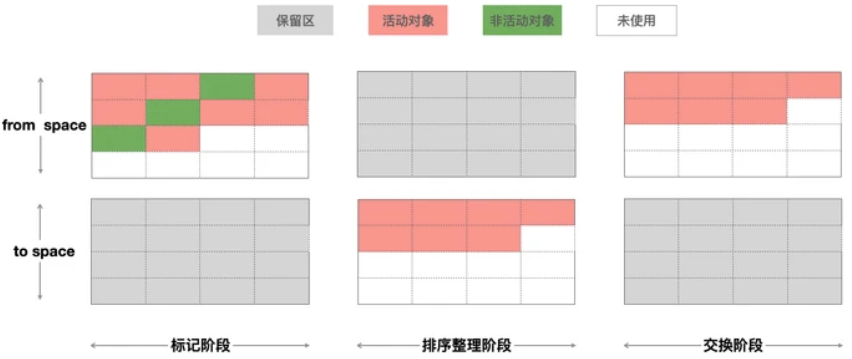 保留区 活动对象 非活动对象 未使用
from space
to space
标记阶段 排序整理阶段 交换阶段